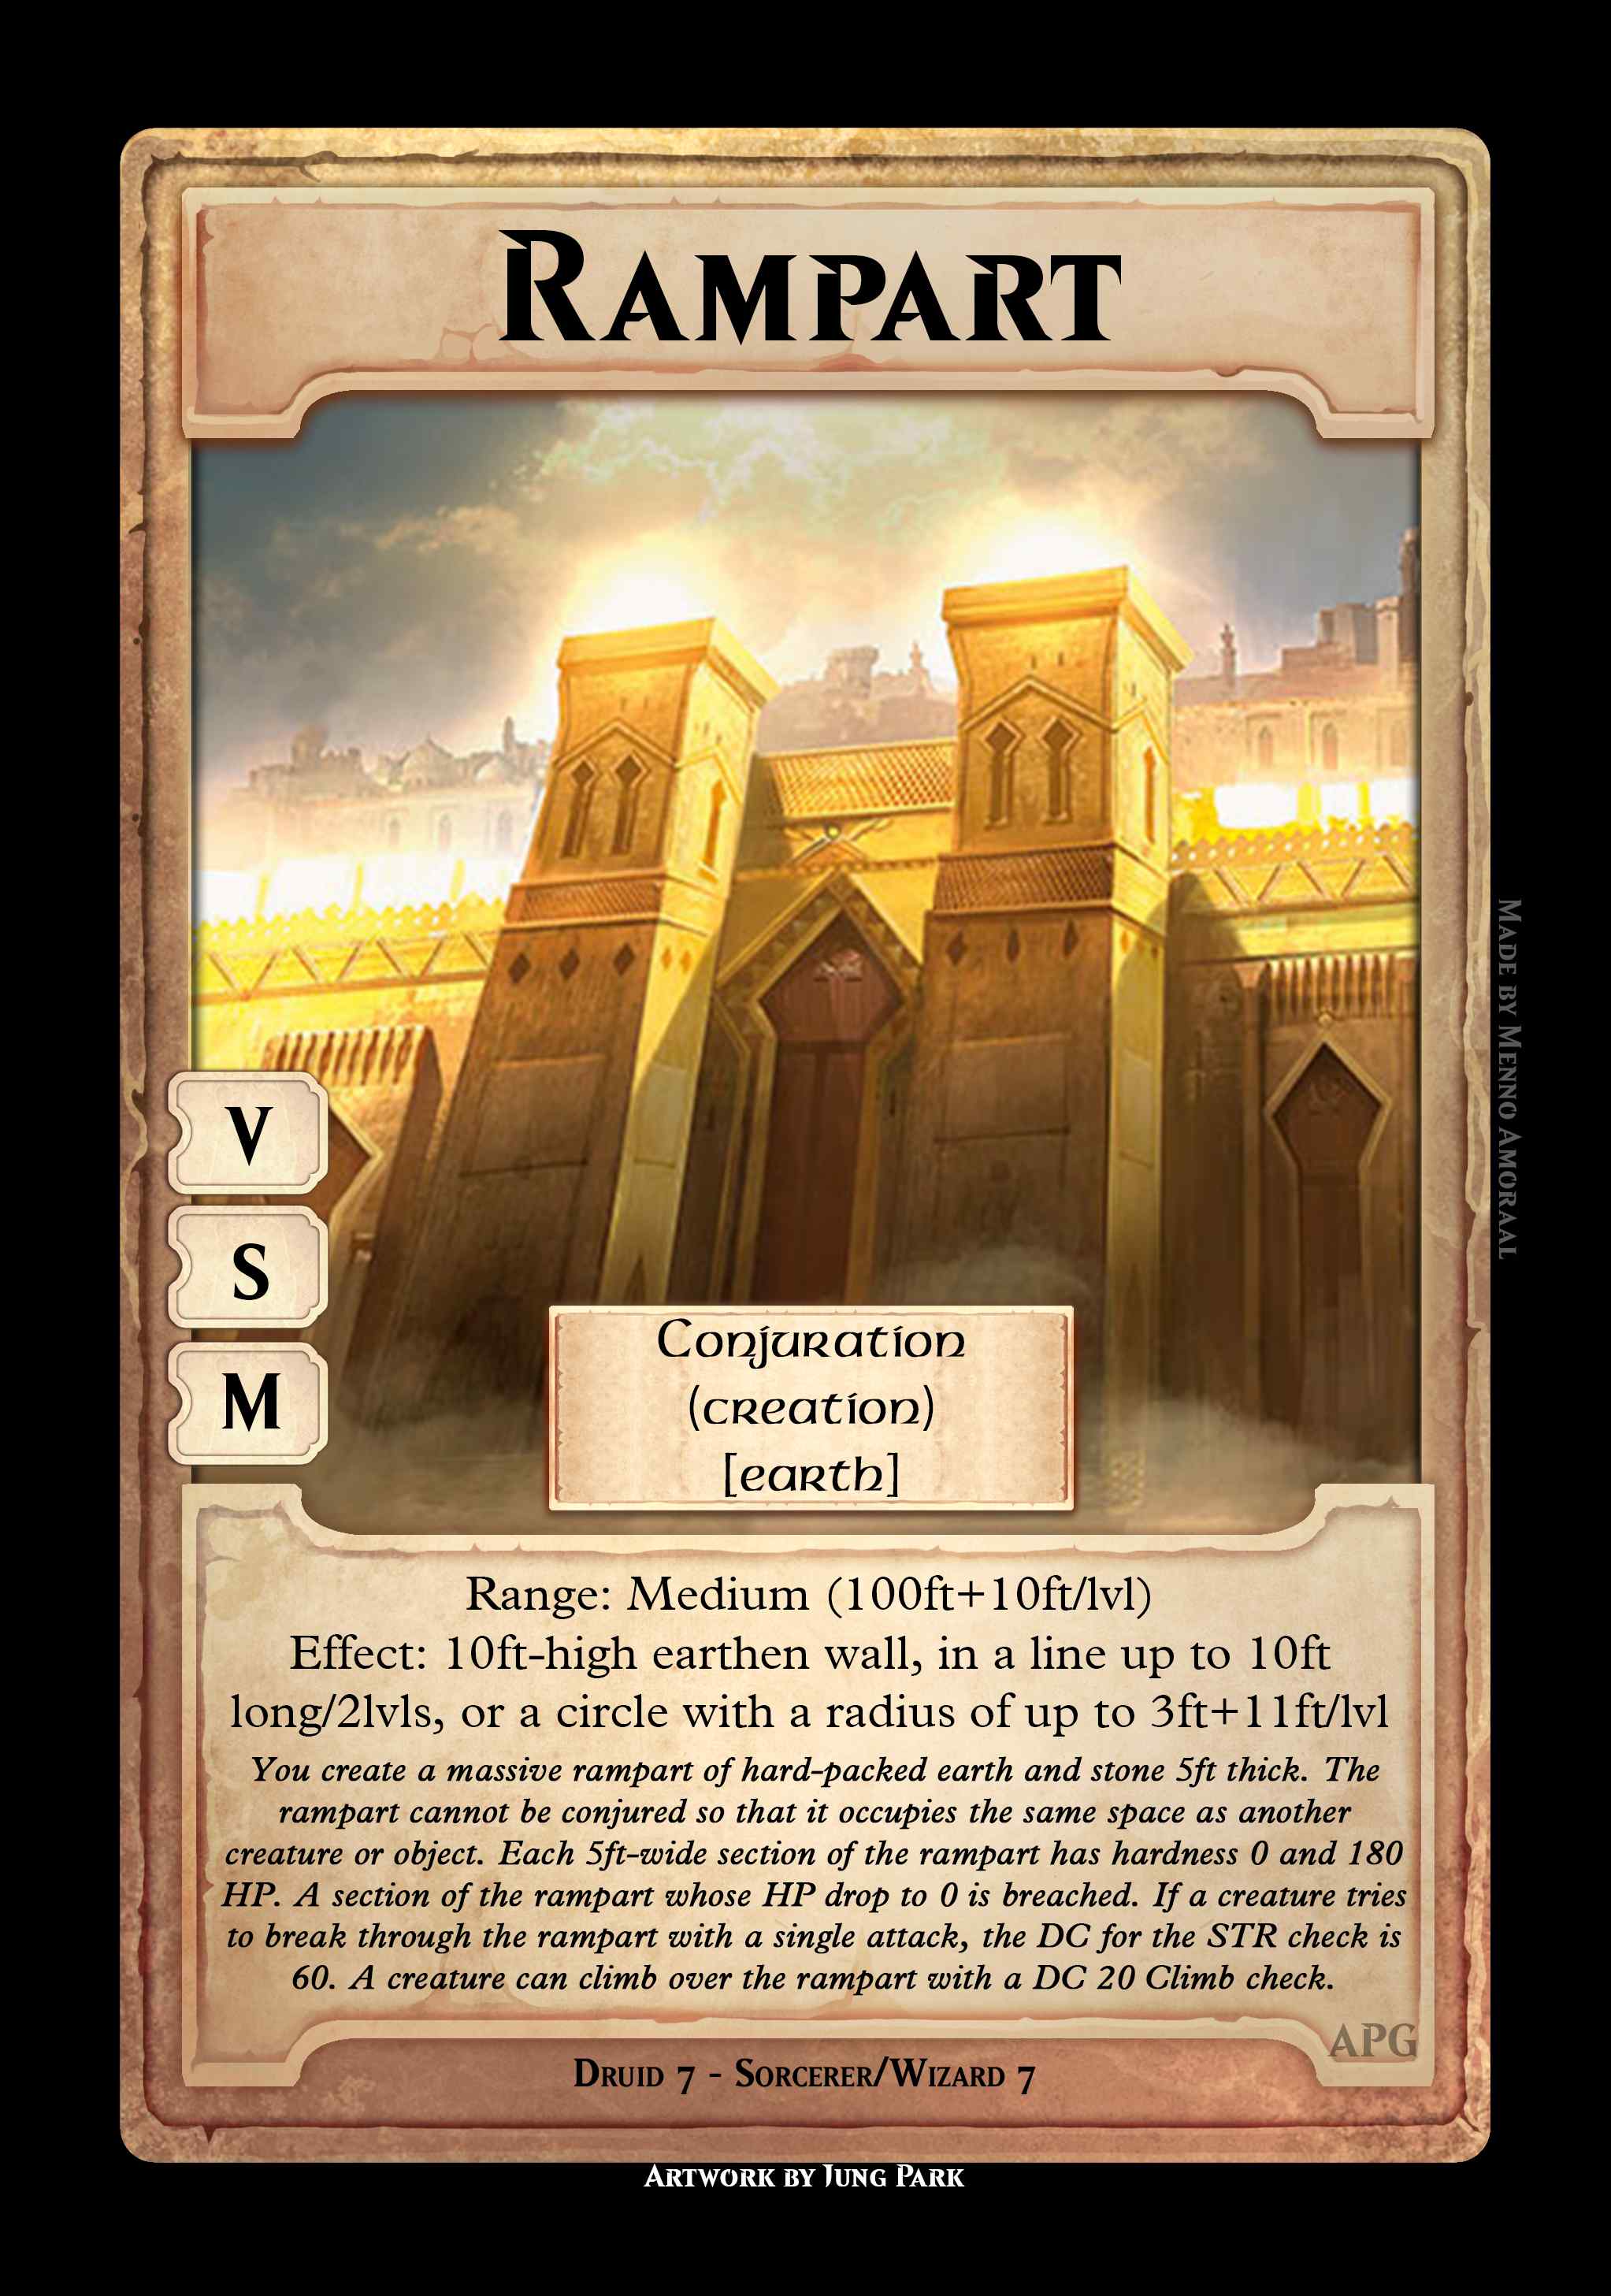 Rampart
V
S
M
Conjuration
(creation)
[earth]
Range: Medium (100ft+10ft/lvl)
Effect: 10ft-high earthen wall, in a line up to 10ft
long/2lvls, or a circle with a radius of up to 3ft+11ft/lvl
You create a massive rampart of hard-packed earth and stone 5ft thick. The
rampart cannot be conjured so that it occupies the same space as another
creature or object. Each 5ft-wide section of the rampart has hardness 0 and 180
HP. A section of the rampart whose HP drop to 0 is breached. If a creature tries
to break through the rampart with a single attack, the DC for the STR check is
60. A creature can climb over the rampart with a DC 20 Climb check.
APG
Druid 7 - Sorcerer/Wizard 7
Artwork by Jung Park
Made by Menno Amoraal